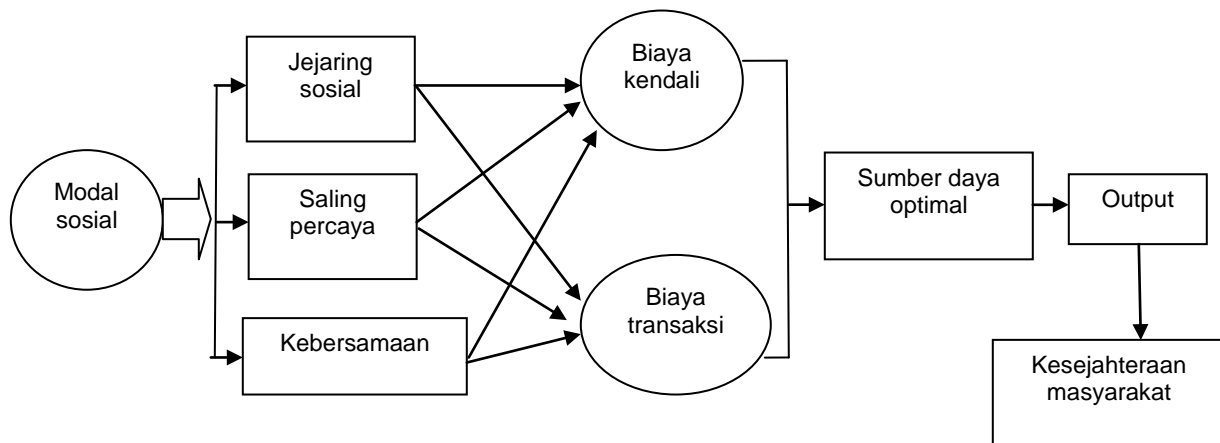 Modal
sosial
Jejaring
sosial
Saling
percaya
Kebersamaan
Biaya
kendali
Biaya
transaksi
Sumber daya
optimal
Output
Kesejahteraan
masyarakat